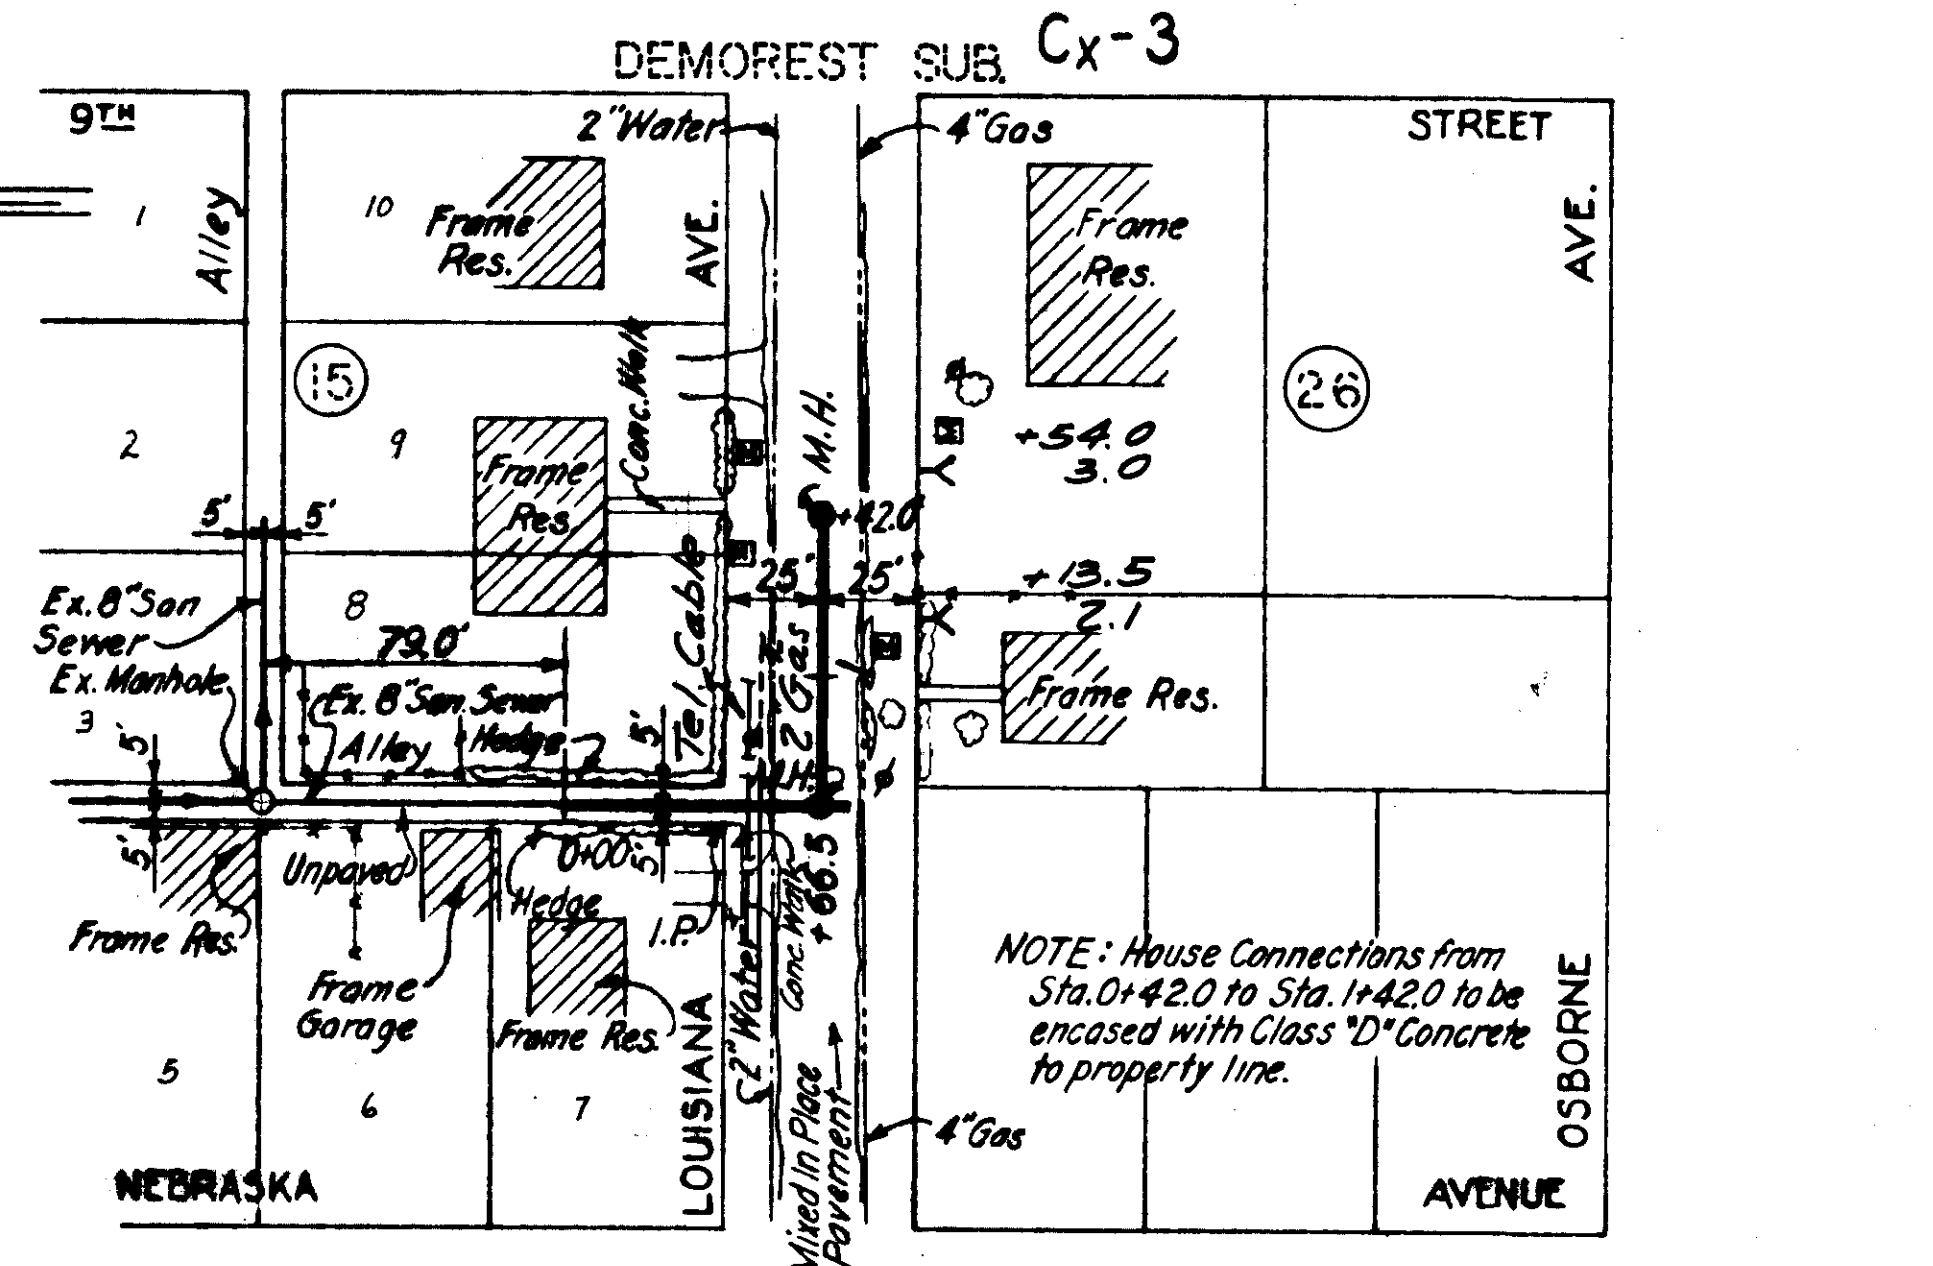 DEMOREST SUB. Cx-3
9TH
STREET
2"Water
4"Gas
1
Alley
10
Frame
Res.
AVE.
Frame
Res.
AVE.
15
Conc. Walk
M.H.
26
2
9
Frame
Res.
+54.0
3.0
5'
5'
+42.0
25'
25'
+13.5
2.1
Ex. 8"San
Sewer
8
79.0'
Tel. Cable
2"Gas
Ex. Manhole
Ex. 8"San. Sewer
Frame Res.
3
5'
Alley
Hedge
5'
M.H.
5'
Unpaved
0+00
5'
+66.5
Frame Res.
Hedge
I.P.
Conc. Walk
Frame
Garage
Frame Res.
2"Water
NOTE: House Connections from
Sta. 0+42.0 to Sta. 1+42.0 to be
encased with Class "D" Concrete
to property line.
5
6
7
LOUISIANA
Mixed In Place
Pavement
4"Gas
OSBORNE
NEBRASKA
AVENUE